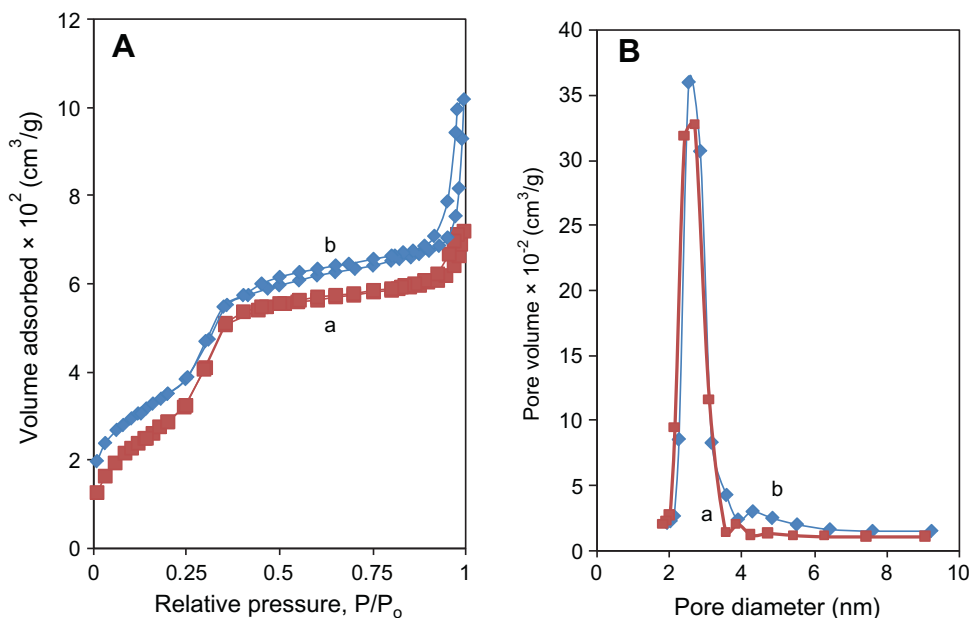 A
Volume adsorbed × 10² (cm³/g)
12
10
8
6
4
2
0
b
a
0
0.25
0.5
0.75
1
Relative pressure, P/Pₒ
B
Pore volume × 10⁻² (cm³/g)
40
35
30
25
20
15
10
5
0
b
a
0
2
4
6
8
10
Pore diameter (nm)